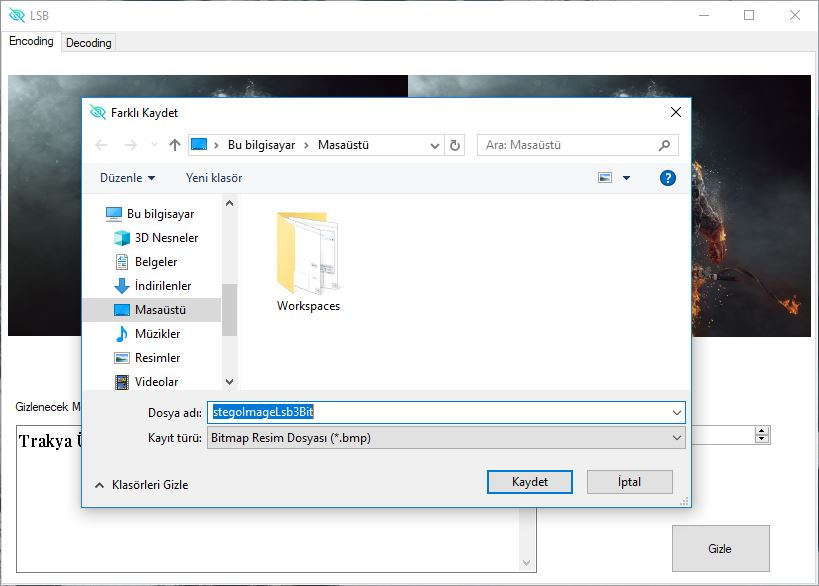 LSB
Encoding Decoding
Farklı Kaydet
Bu bilgisayar Masaüstü
Ara: Masaüstü
Düzenle Yeni klasör
?
Bu bilgisayar
3D Nesneler
Belgeler
İndirilenler
Masaüstü
Müzikler
Resimler
Videolar
Workspaces
Dosya adı: stegoImageLsb3Bit
Kayıt türü: Bitmap Resim Dosyası (*.bmp)
Klasörleri Gizle
Kaydet İptal
Gizlenecek
Trakya
Gizle